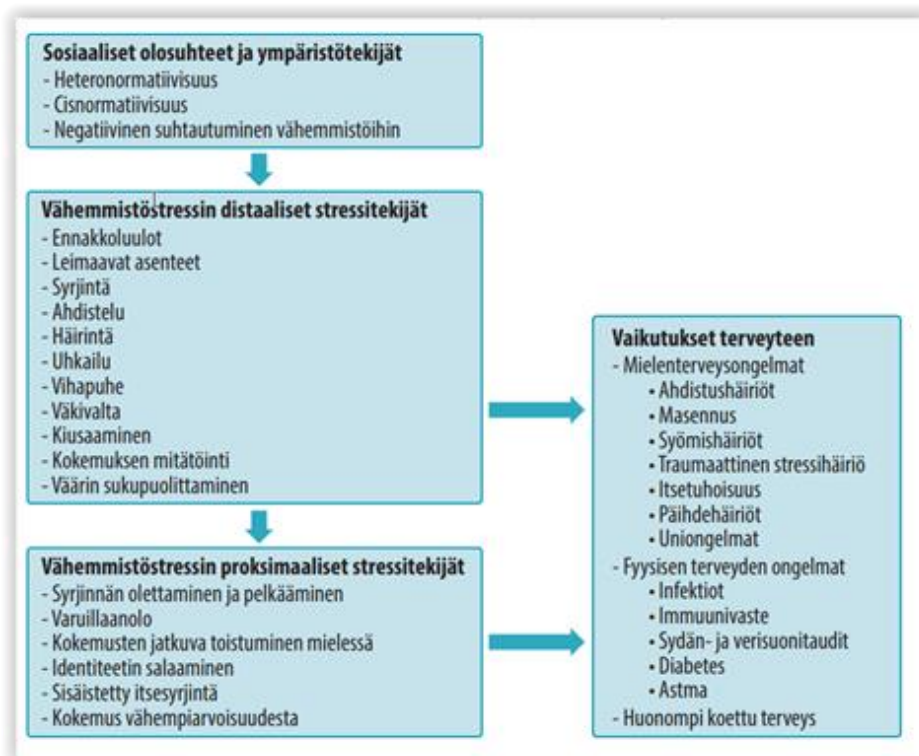 Sosiaaliset olosuhteet ja ympäristötekijät
- Heteronormatiivisuus
- Cisnormatiivisuus
- Negatiivinen suhtautuminen vähemmistöihin
Vähemmistöstressin distaaliset stressitekijät
- Ennakkoluulot
- Leimaavat asenteet
- Syrjintä
- Ahdistelu
- Häirintä
- Uhkailu
- Vihapuhe
- Väkivalta
- Kiusaaminen
- Kokemuksen mitätöinti
- Väärin sukupuolittaminen
Vähemmistöstressin proksimaaliset stressitekijät
- Syrjinnän olettaminen ja pelkääminen
- Varuillaanolo
- Kokemusten jatkuva toistuminen mielessä
- Identiteetin salaaminen
- Sisäistetty itsesyrjintä
- Kokemus vähempiarvoisuudesta
Vaikutukset terveyteen
- Mielenterveysongelmat
• Ahdistushäiriöt
• Masennus
• Syömishäiriöt
• Traumaattinen stressihäiriö
• Itsetuhoisuus
• Päihdehäiriöt
• Uniongelmat
- Fyysisen terveyden ongelmat
• Infektiot
• Immuunivaste
• Sydän- ja verisuonitaudit
• Diabetes
• Astma
- Huonompi koettu terveys